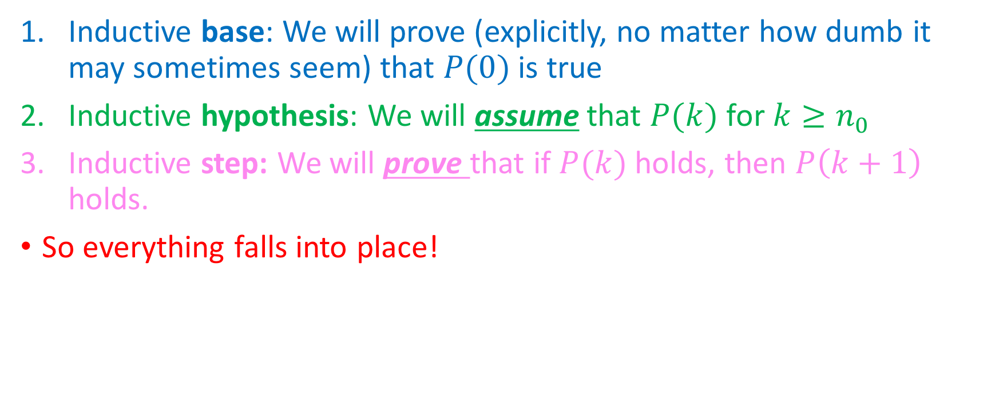 1. Inductive base: We will prove (explicitly, no matter how dumb it
may sometimes seem) that P(0) is true
2. Inductive hypothesis: We will assume that P(k) for k ≥ n₀
3. Inductive step: We will prove that if P(k) holds, then P(k + 1)
holds.
• So everything falls into place!